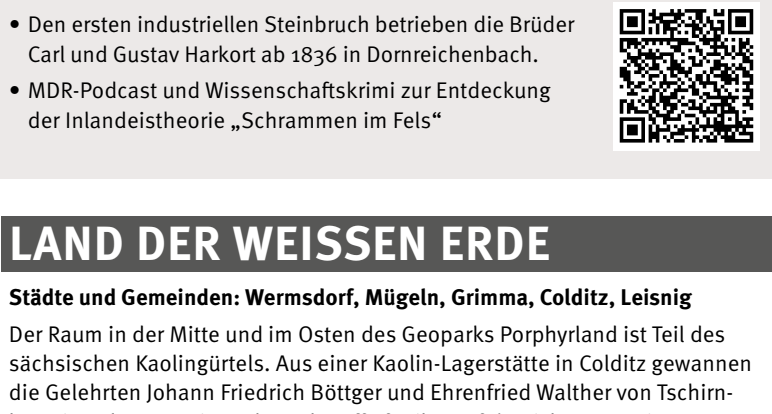 • Den ersten industriellen Steinbruch betrieben die Brüder
Carl und Gustav Harkort ab 1836 in Dornreichenbach.
• MDR-Podcast und Wissenschaftskrimi zur Entdeckung
der Inlandeistheorie „Schrammen im Fels“
LAND DER WEISSEN ERDE
Städte und Gemeinden: Wermsdorf, Mügeln, Grimma, Colditz, Leisnig
Der Raum in der Mitte und im Osten des Geoparks Porphyrland ist Teil des
sächsischen Kaolingürtels. Aus einer Kaolin-Lagerstätte in Colditz gewannen
die Gelehrten Johann Friedrich Böttger und Ehrenfried Walther von Tschirn-